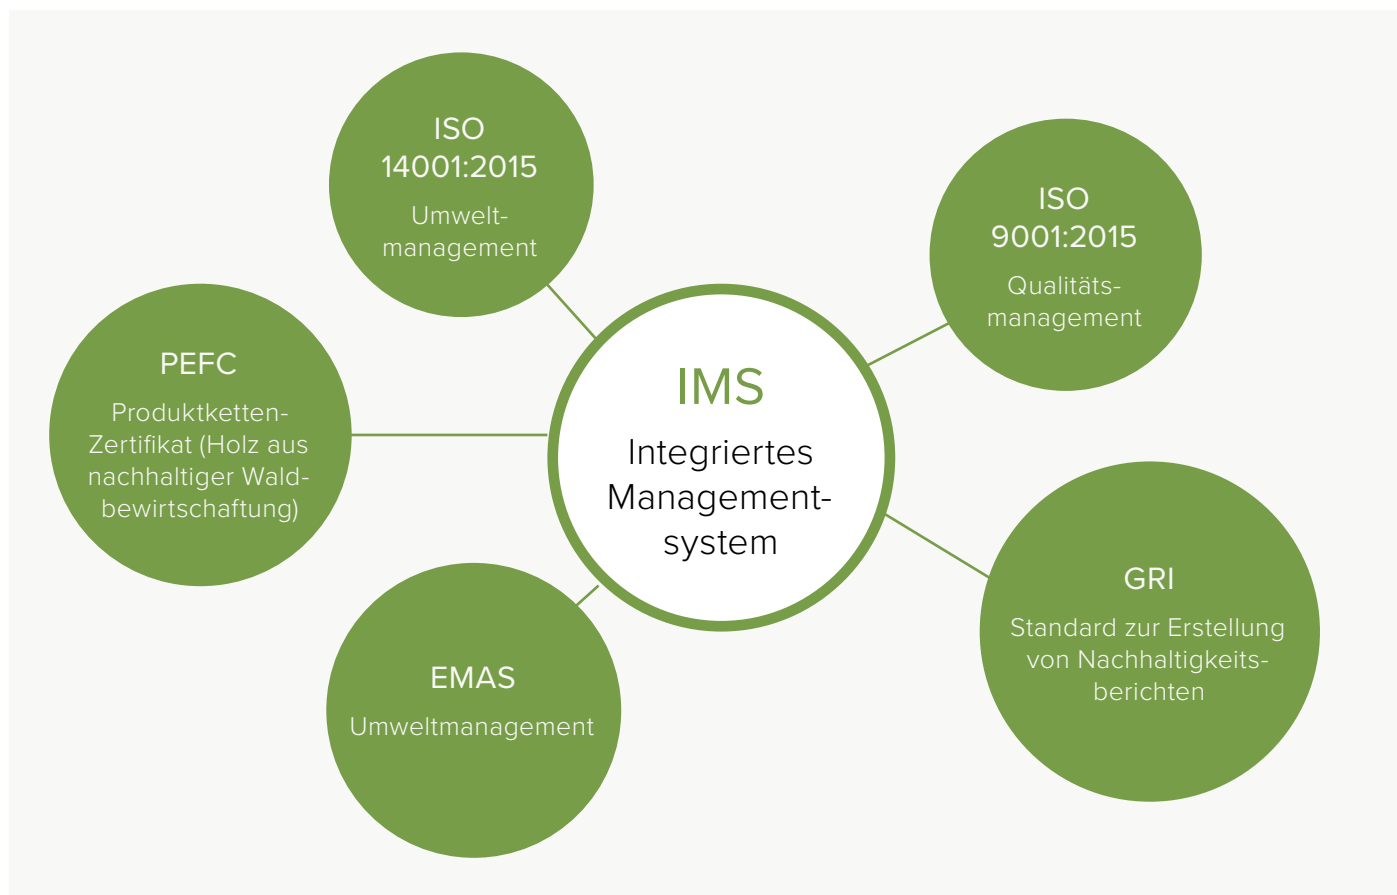 ISO
14001:2015
Umwelt-
management
ISO
9001:2015
Qualitäts-
management
PEFC
Produktketten-
Zertifikat (Holz aus
nachhaltiger Wald-
bewirtschaftung)
IMS
Integriertes
Management-
system
GRI
Standard zur Erstellung
von Nachhaltigkeits-
berichten
EMAS
Umweltmanagement